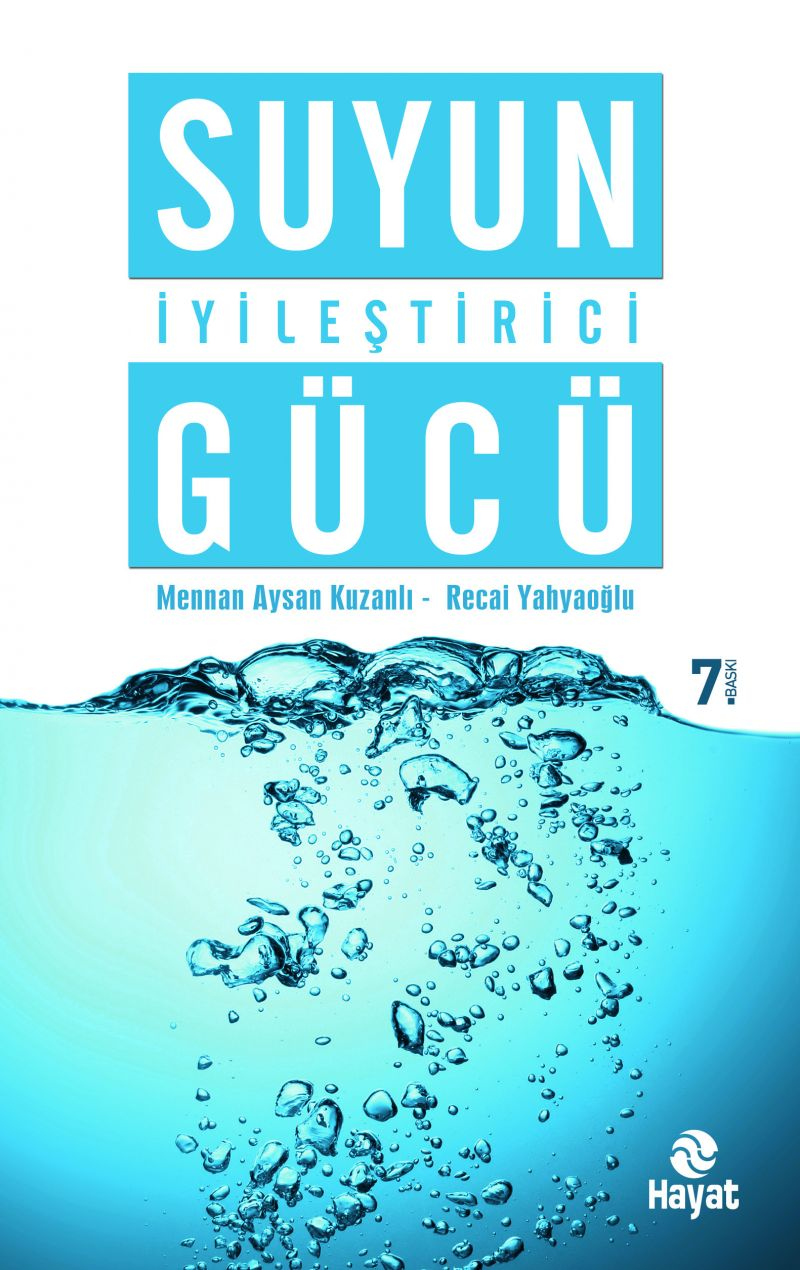 SUYUN
İYİLEŞTİRİCİ
GÜCÜ
Mennan Aysan Kuzanlı - Recai Yahyaoğlu
7.
BASKI
Hayat